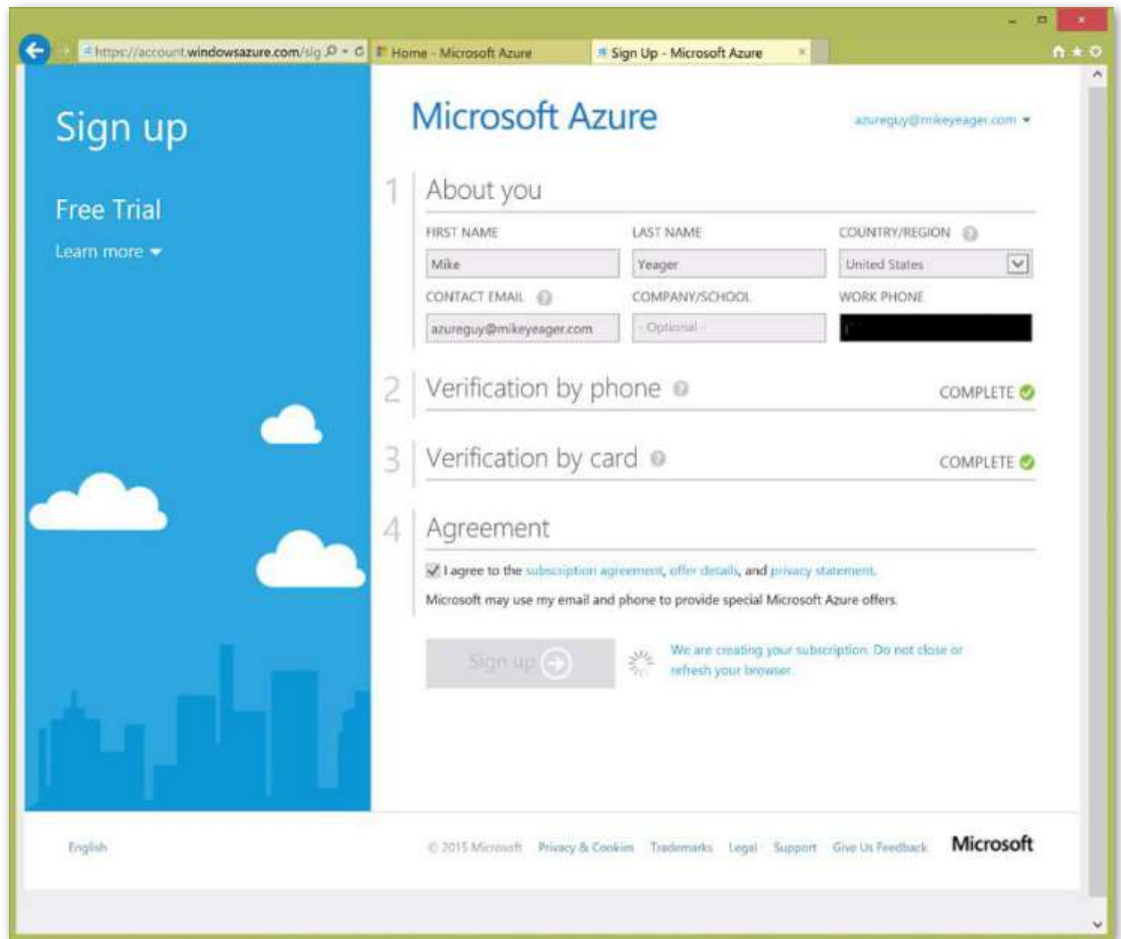 https://account.windowsazure.com/sig
Home - Microsoft Azure
Sign Up - Microsoft Azure
Sign up
Free Trial
Learn more
Microsoft Azure
azureguy@mikeyeager.com
1 About you
FIRST NAME LAST NAME COUNTRY/REGION
Mike Yeager United States
CONTACT EMAIL COMPANY/SCHOOL WORK PHONE
azureguy@mikeyeager.com - Optional -
2 Verification by phone COMPLETE
3 Verification by card COMPLETE
4 Agreement
I agree to the subscription agreement, offer details, and privacy statement.
Microsoft may use my email and phone to provide special Microsoft Azure offers.
Sign up
We are creating your subscription. Do not close or
refresh your browser.
English © 2015 Microsoft Privacy & Cookies Trademarks Legal Support Give Us Feedback Microsoft